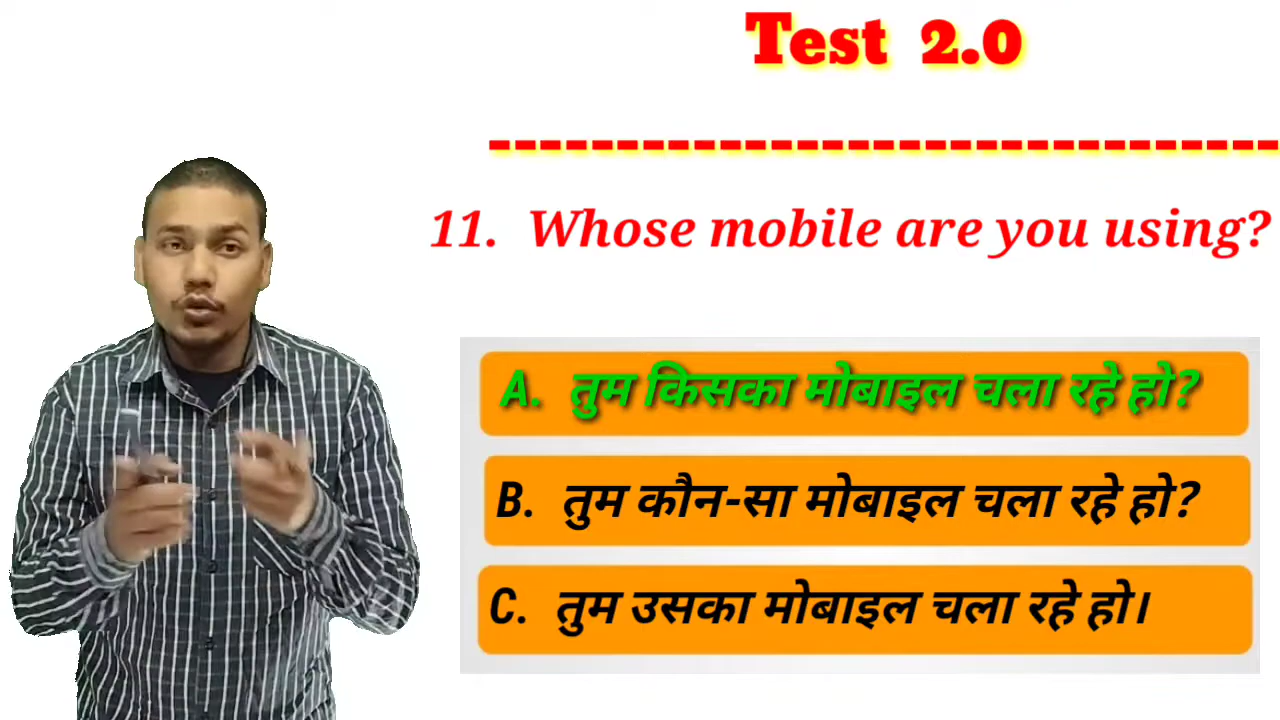 Test 2.0
-------------------------------
11. Whose mobile are you using?
A. तुम किसका मोबाइल चला रहे हो?
B. तुम कौन-सा मोबाइल चला रहे हो?
C. तुम उसका मोबाइल चला रहे हो।